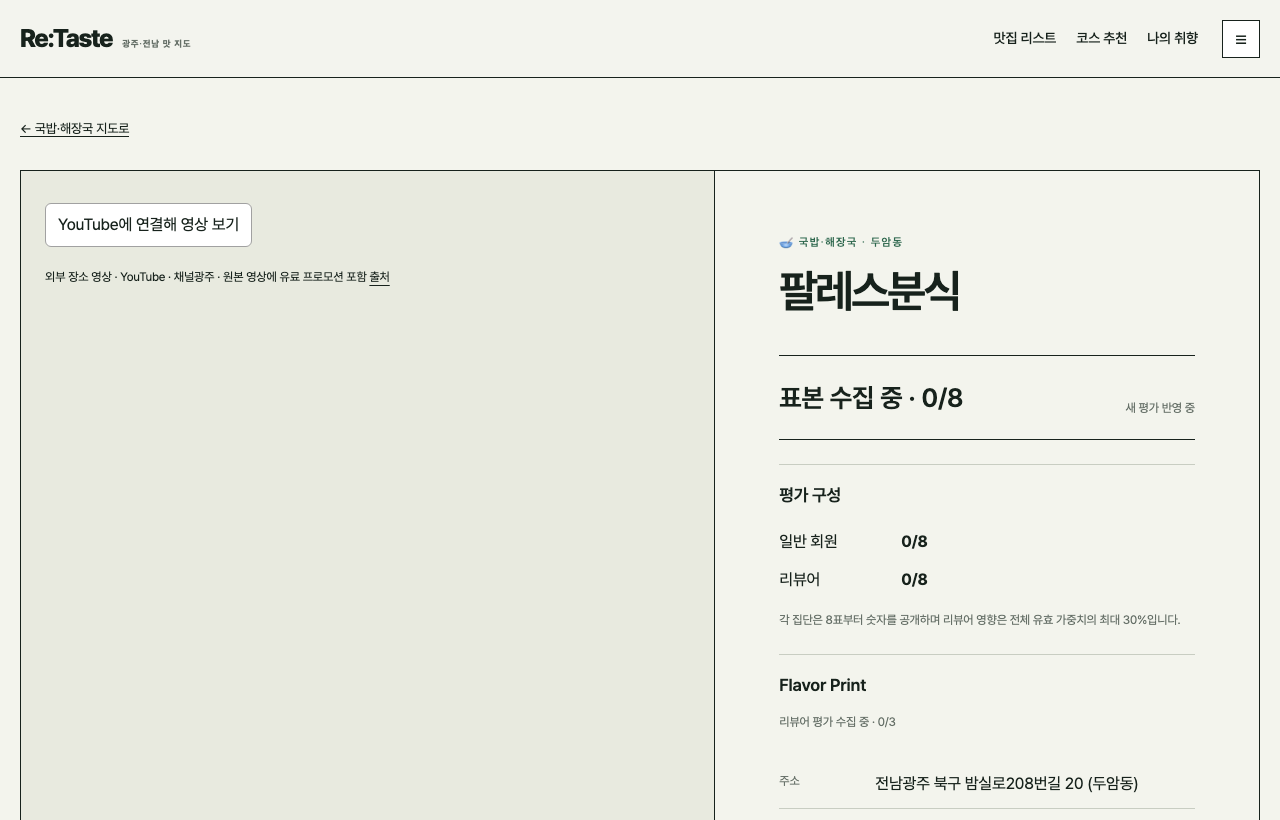 Re:Taste 광주·전남 맛 지도
맛집 리스트 코스 추천 나의 취향 ≡
← 국밥·해장국 지도로
YouTube에 연결해 영상 보기
외부 장소 영상 · YouTube · 채널광주 · 원본 영상에 유료 프로모션 포함 출처
국밥·해장국 · 두암동
팔레스분식
표본 수집 중 · 0/8
새 평가 반영 중
평가 구성
일반 회원 0/8
리뷰어 0/8
각 집단은 8표부터 숫자를 공개하며 리뷰어 영향은 전체 유효 가중치의 최대 30%입니다.
Flavor Print
리뷰어 평가 수집 중 · 0/3
주소 전남광주 북구 밤실로208번길 20 (두암동)